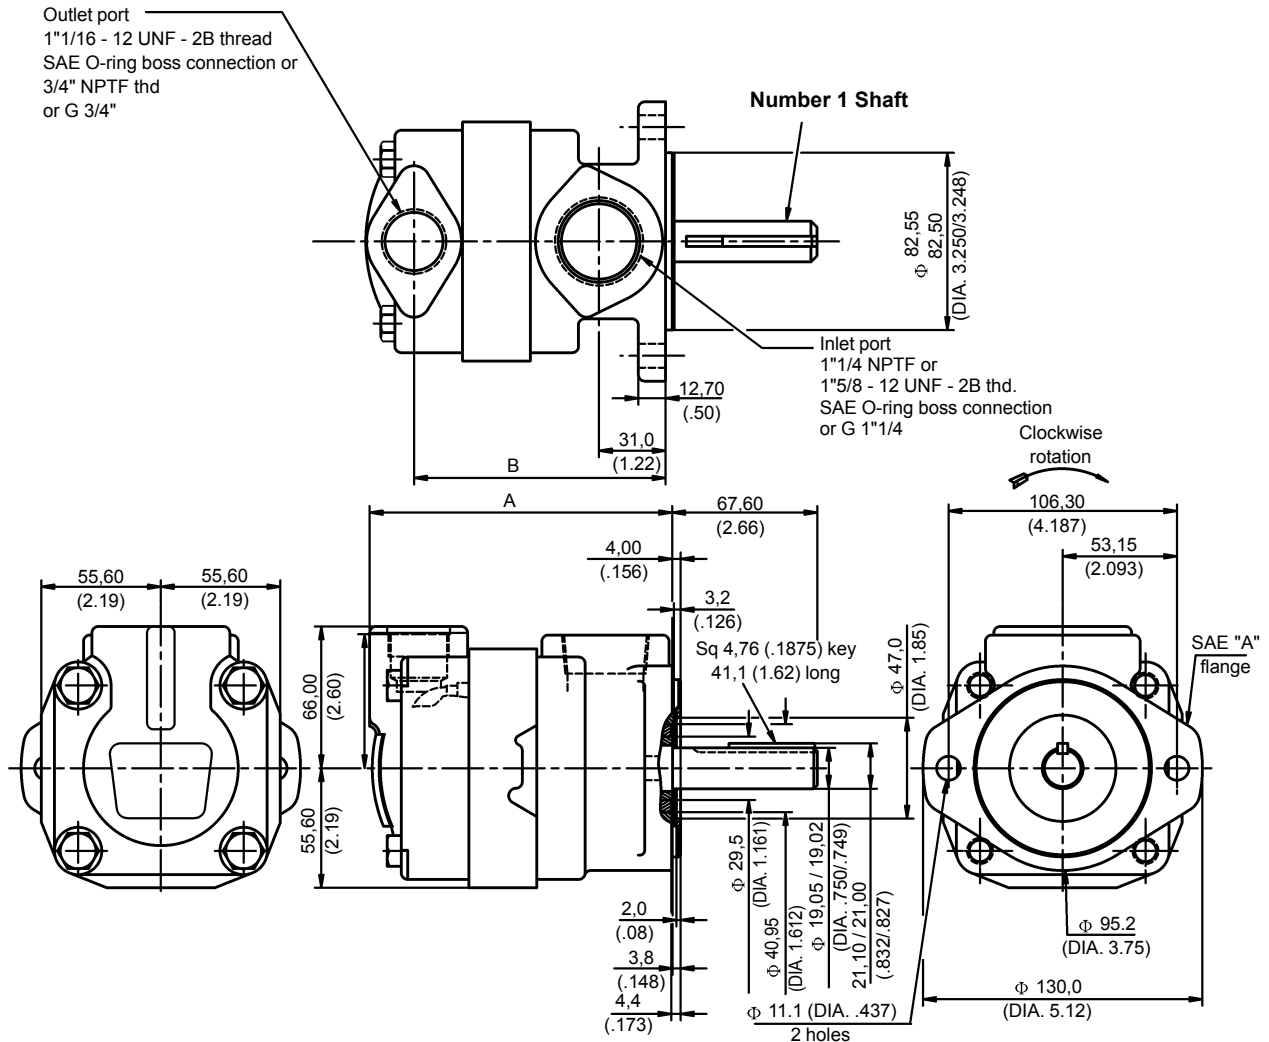 Outlet port
1"1/16 - 12 UNF - 2B thread
SAE O-ring boss connection or
3/4" NPTF thd
or G 3/4"
Number 1 Shaft
Φ 82,55
82,50
(DIA. 3.250/3.248)
Inlet port
1"1/4 NPTF or
1"5/8 - 12 UNF - 2B thd.
SAE O-ring boss connection
or G 1"1/4
12,70
(.50)
31,0
(1.22)
B
Clockwise
rotation
A
67,60
(2.66)
106,30
(4.187)
53,15
(2.093)
4,00
(.156)
3,2
(.126)
55,60
(2.19)
55,60
(2.19)
Sq 4,76 (.1875) key
41,1 (1.62) long
Φ 47,0
(DIA. 1.85)
SAE "A"
flange
66,00
(2.60)
55,60
(2.19)
Φ 29,5
(DIA. 1.161)
Φ 40,95
(DIA. 1.612)
Φ 19,05 / 19,02
(DIA. .750/.749)
21,10 / 21,00
(.832/.827)
2,0
(.08)
3,8
(.148)
4,4
(.173)
Φ 95.2
(DIA. 3.75)
Φ 130,0
(DIA. 5.12)
Φ 11.1 (DIA. .437)
2 holes